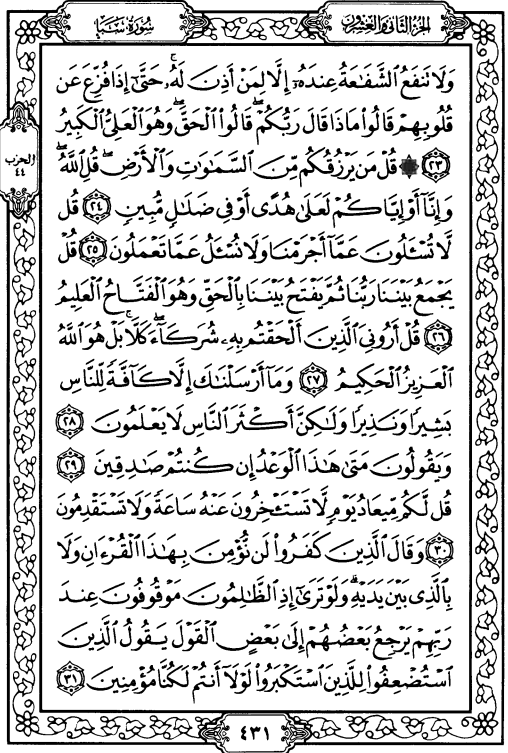 الجزء الثاني والعشرون
سورة سبإ
وَلَا تَنفَعُ ٱلشَّفَٰعَةُ عِندَهُۥٓ إِلَّا لِمَنْ أَذِنَ لَهُۥ ۚ حَتَّىٰٓ إِذَا فُزِّعَ عَن
قُلُوبِهِمْ قَالُوا۟ مَاذَا قَالَ رَبُّكُمْ ۖ قَالُوا۟ ٱلْحَقَّ ۖ وَهُوَ ٱلْعَلِىُّ ٱلْكَبِيرُ
٢٣ ۞ قُلْ مَن يَرْزُقُكُم مِّنَ ٱلسَّمَٰوَٰتِ وَٱلْأَرْضِ ۖ قُلِ ٱللَّهُ ۖ
وَإِنَّآ أَوْ إِيَّاكُمْ لَعَلَىٰ هُدًى أَوْ فِى ضَلَٰلٍ مُّبِينٍ ٢٤ قُل
لَّا تُسْـَٔلُونَ عَمَّآ أَجْرَمْنَا وَلَا نُسْـَٔلُ عَمَّا تَعْمَلُونَ ٢٥ قُلْ
يَجْمَعُ بَيْنَنَا رَبُّنَا ثُمَّ يَفْتَحُ بَيْنَنَا بِٱلْحَقِّ وَهُوَ ٱلْفَتَّاحُ ٱلْعَلِيمُ
٢٦ قُلْ أَرُونِىَ ٱلَّذِينَ أَلْحَقْتُم بِهِۦ شُرَكَآءَ ۖ كَلَّا ۚ بَلْ هُوَ ٱللَّهُ
ٱلْعَزِيزُ ٱلْحَكِيمُ ٢٧ وَمَآ أَرْسَلْنَٰكَ إِلَّا كَآفَّةً لِّلنَّاسِ
بَشِيرًا وَنَذِيرًا وَلَٰكِنَّ أَكْثَرَ ٱلنَّاسِ لَا يَعْلَمُونَ ٢٨
وَيَقُولُونَ مَتَىٰ هَٰذَا ٱلْوَعْدُ إِن كُنتُمْ صَٰدِقِينَ ٢٩
قُل لَّكُم مِّيعَادُ يَوْمٍ لَّا تَسْتَـْٔخِرُونَ عَنْهُ سَاعَةً وَلَا تَسْتَقْدِمُونَ
٣٠ وَقَالَ ٱلَّذِينَ كَفَرُوا۟ لَن نُّؤْمِنَ بِهَٰذَا ٱلْقُرْءَانِ وَلَا
بِٱلَّذِى بَيْنَ يَدَيْهِ ۗ وَلَوْ تَرَىٰٓ إِذِ ٱلظَّٰلِمُونَ مَوْقُوفُونَ عِندَ
رَبِّهِمْ يَرْجِعُ بَعْضُهُمْ إِلَىٰ بَعْضٍ ٱلْقَوْلَ يَقُولُ ٱلَّذِينَ
ٱسْتُضْعِفُوا۟ لِلَّذِينَ ٱسْتَكْبَرُوا۟ لَوْلَآ أَنتُمْ لَكُنَّا مُؤْمِنِينَ ٣١
الحزب
٤٤
٤٣١